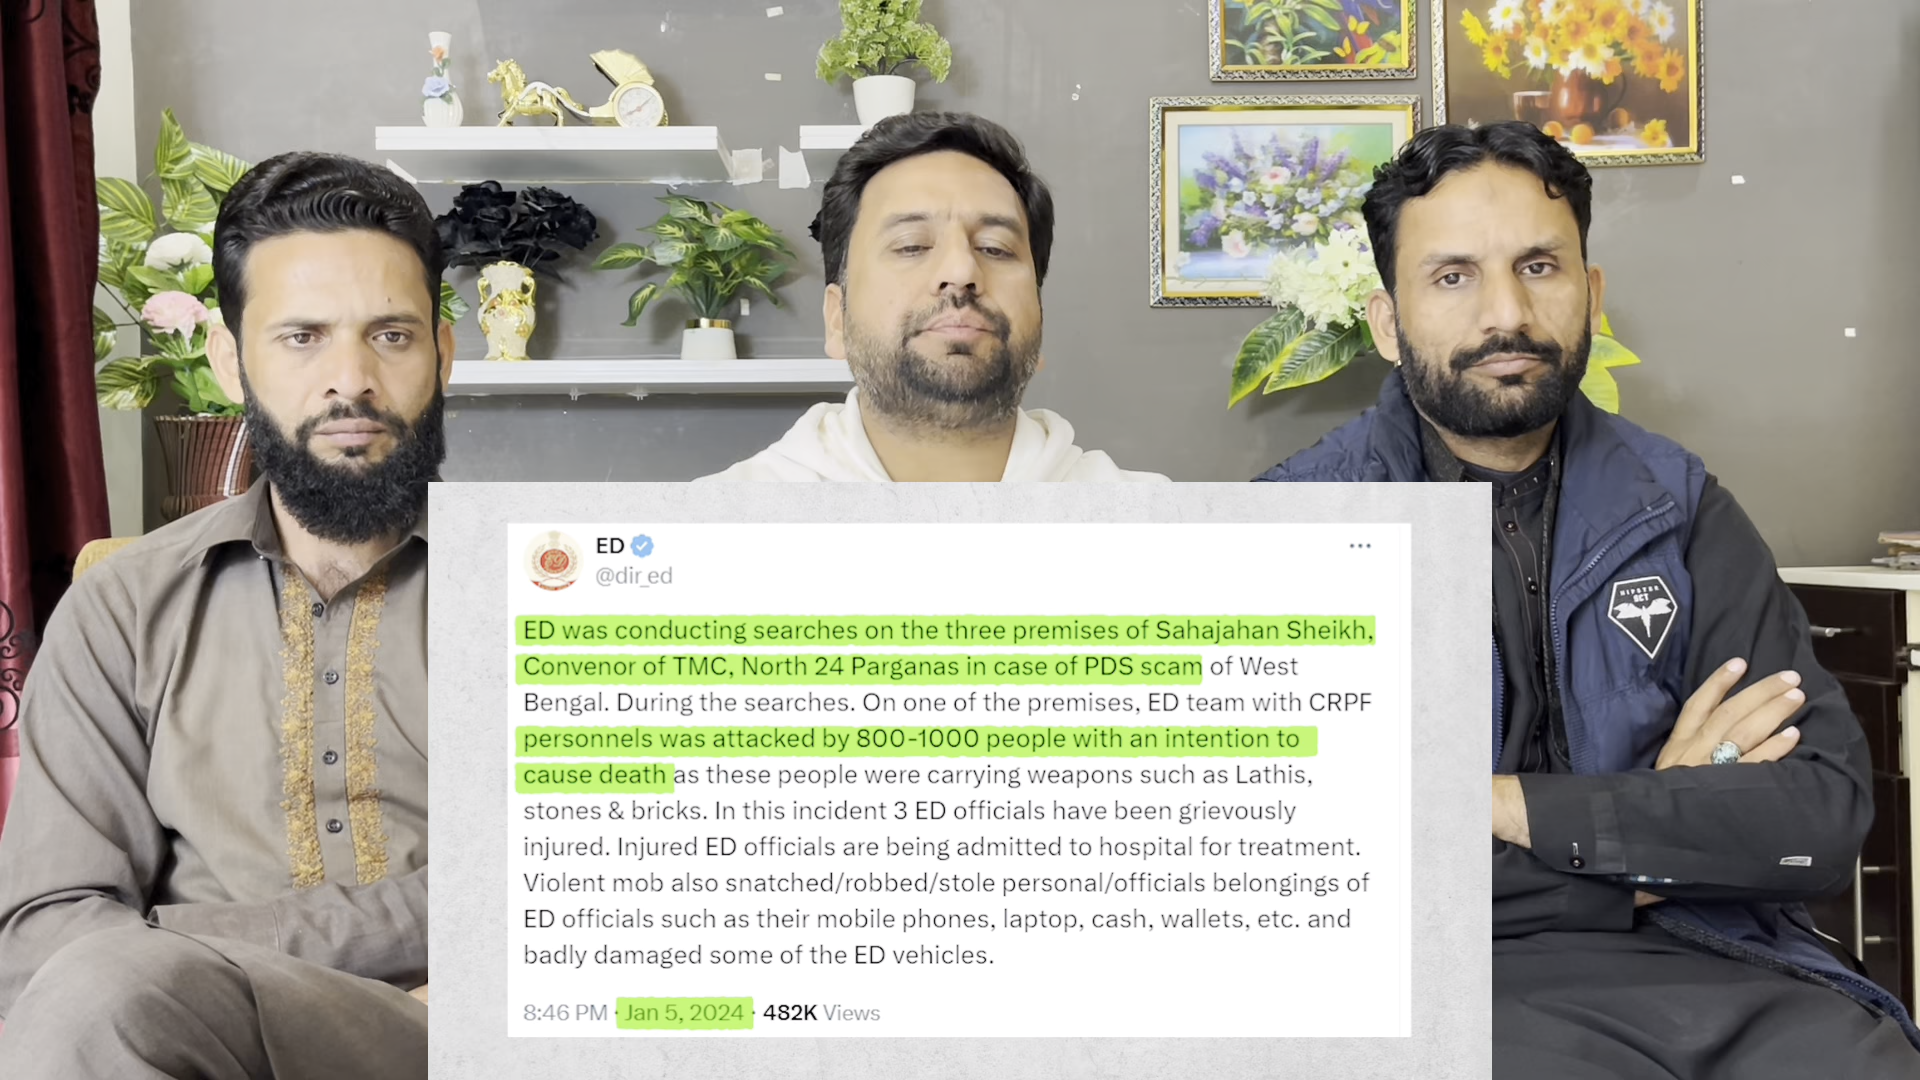 ED
@dir_ed
ED was conducting searches on the three premises of Sahajahan Sheikh,
Convenor of TMC, North 24 Parganas in case of PDS scam of West
Bengal. During the searches. On one of the premises, ED team with CRPF
personnels was attacked by 800-1000 people with an intention to
cause death as these people were carrying weapons such as Lathis,
stones & bricks. In this incident 3 ED officials have been grievously
injured. Injured ED officials are being admitted to hospital for treatment.
Violent mob also snatched/robbed/stole personal/officials belongings of
ED officials such as their mobile phones, laptop, cash, wallets, etc. and
badly damaged some of the ED vehicles.
8:46 PM · Jan 5, 2024 · 482K Views
HIPSTER